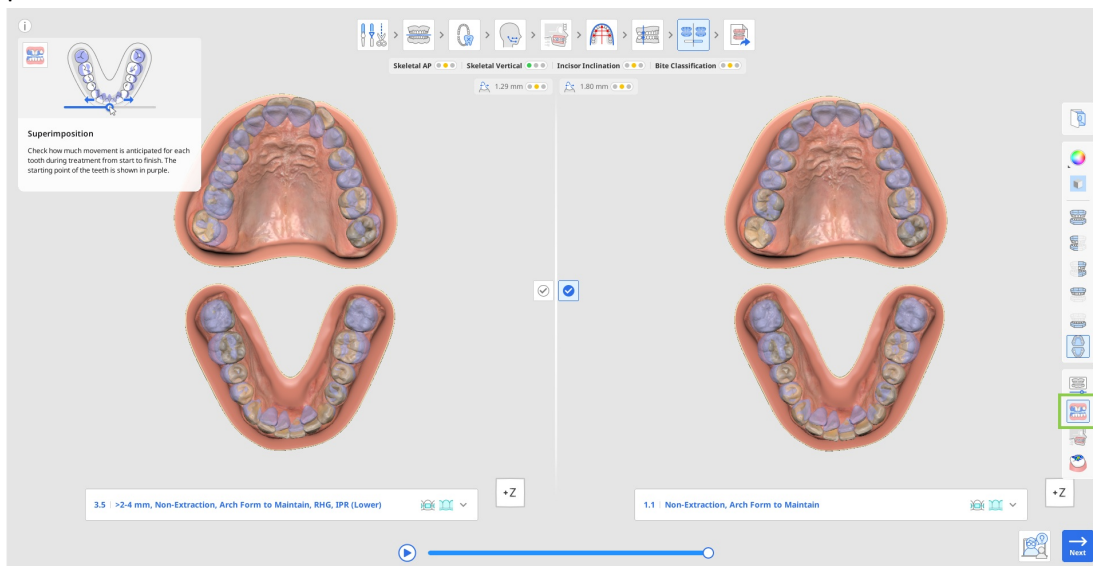 i
Skeletal AP | Skeletal Vertical | Incisor Inclination | Bite Classification
1.29 mm 1.80 mm
Superimposition
Check how much movement is anticipated for each
tooth during treatment from start to finish. The
starting point of the teeth is shown in purple.
+Z
+Z
3.5 | >2-4 mm, Non-Extraction, Arch Form to Maintain, RHG, IPR (Lower)
1.1 | Non-Extraction, Arch Form to Maintain
Next